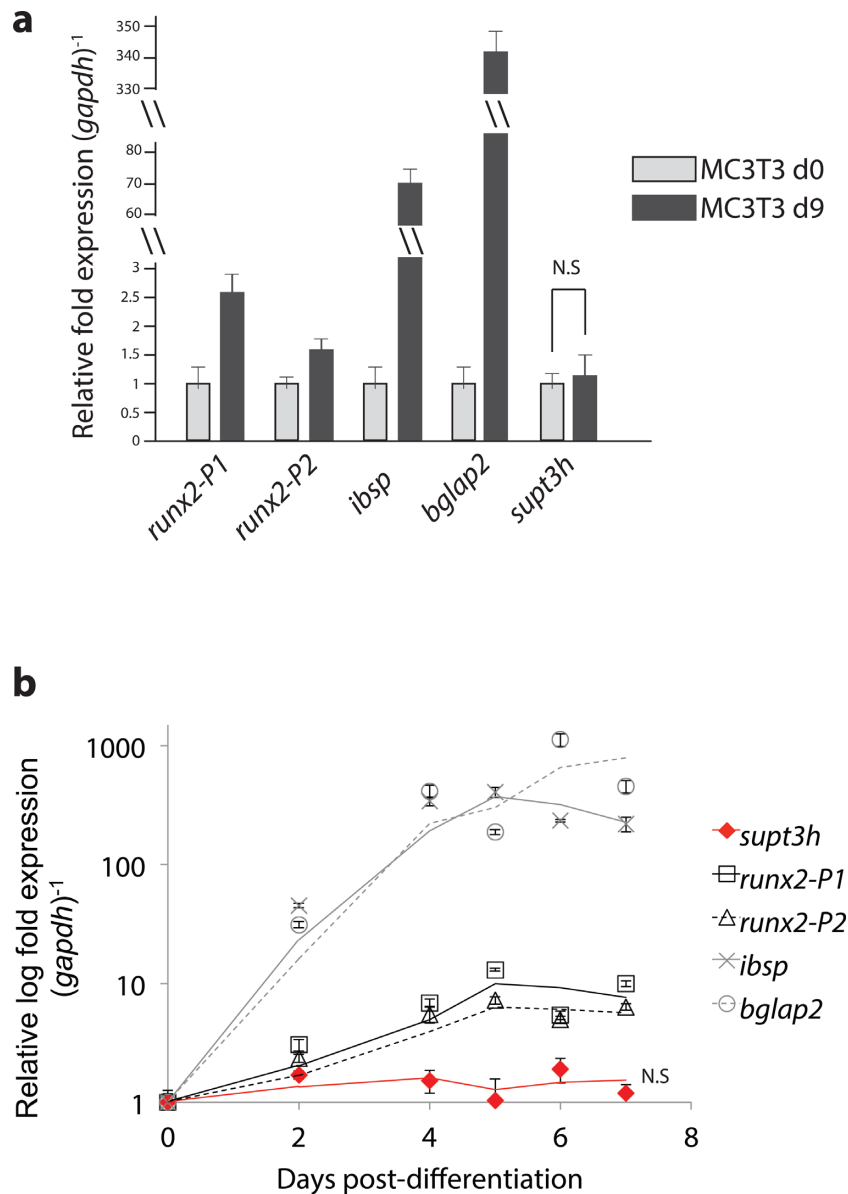 a
Relative fold expression (gapdh)-1
350
340
330
80
70
60
3
2.5
2
1.5
1
0.5
0
MC3T3 d0
MC3T3 d9
N.S
runx2-P1
runx2-P2
ibsp
bglap2
supt3h
b
Relative log fold expression
(gapdh)-1
1000
100
10
1
N.S
0 2 4 6 8
Days post-differentiation
supt3h
runx2-P1
runx2-P2
ibsp
bglap2